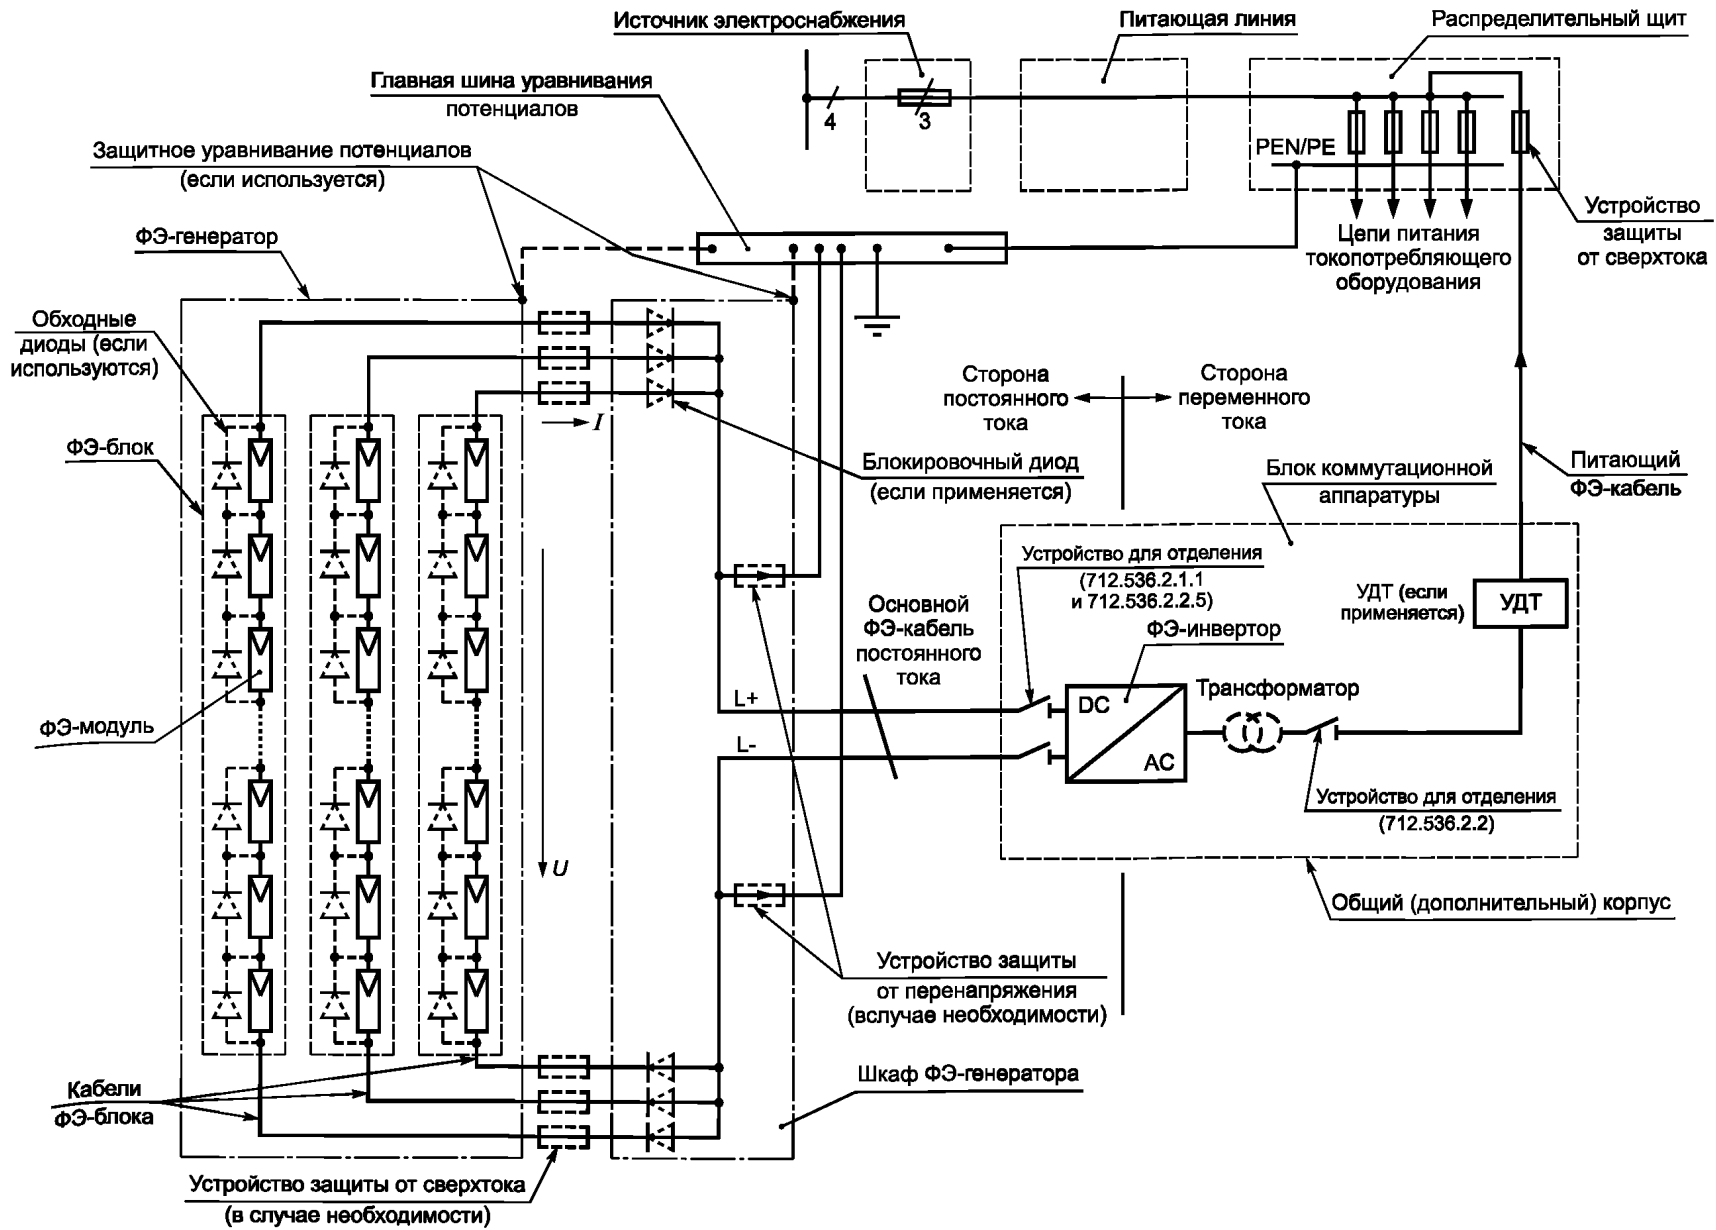 Источник электроснабжения
Питающая линия
Распределительный щит
Главная шина уравнивания
потенциалов
4
3
PEN/PE
Защитное уравнивание потенциалов
(если используется)
Устройство
защиты
от сверхтока
Цепи питания
токопотребляющего
оборудования
ФЭ-генератор
Обходные
диоды (если
используются)
I
Сторона
постоянного
тока
Сторона
переменного
тока
ФЭ-блок
Блокировочный диод
(если применяется)
Блок коммутационной
аппаратуры
Питающий
ФЭ-кабель
Устройство для отделения
(712.536.2.1.1
и 712.536.2.2.5)
УДТ (если
применяется)
УДТ
Основной
ФЭ-кабель
постоянного
тока
ФЭ-инвертор
L+
L-
DC
AC
Трансформатор
ФЭ-модуль
Устройство для отделения
(712.536.2.2)
U
Общий (дополнительный) корпус
Устройство защиты
от перенапряжения
(вслучае необходимости)
Шкаф ФЭ-генератора
Кабели
ФЭ-блока
Устройство защиты от сверхтока
(в случае необходимости)